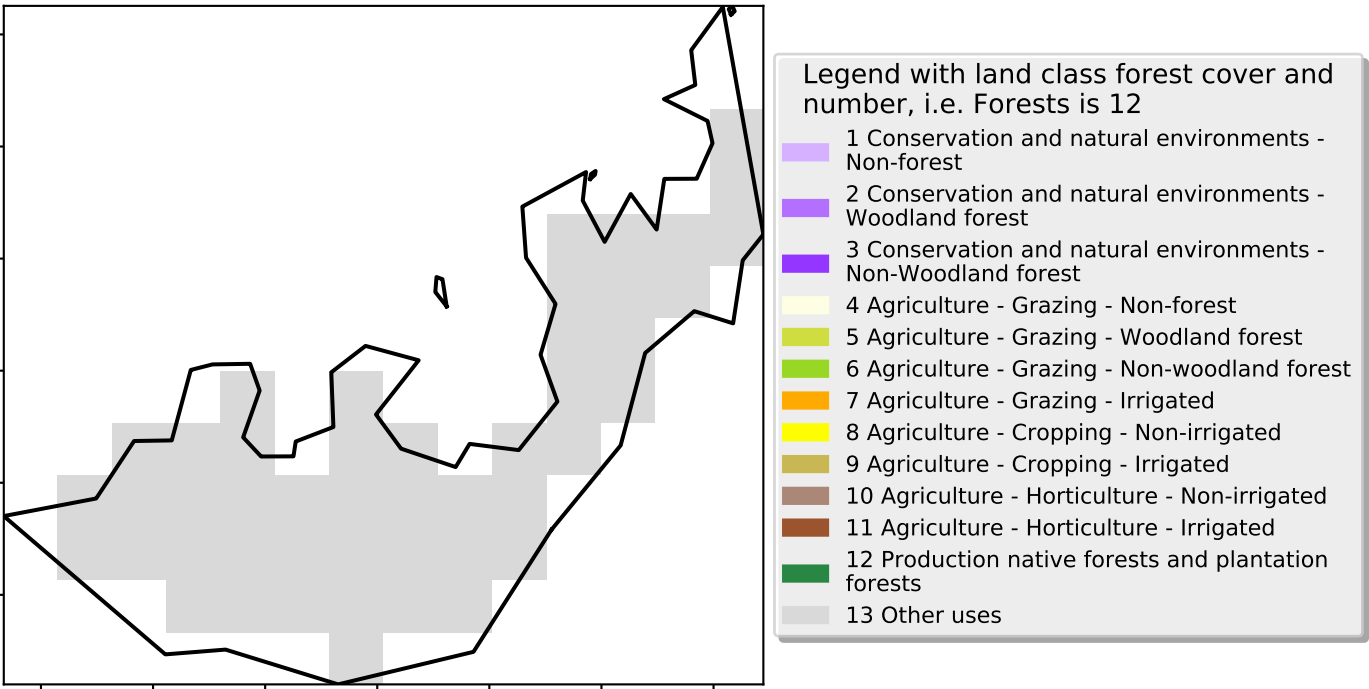 Legend with land class forest cover and
number, i.e. Forests is 12
1 Conservation and natural environments -
Non-forest
2 Conservation and natural environments -
Woodland forest
3 Conservation and natural environments -
Non-Woodland forest
4 Agriculture - Grazing - Non-forest
5 Agriculture - Grazing - Woodland forest
6 Agriculture - Grazing - Non-woodland forest
7 Agriculture - Grazing - Irrigated
8 Agriculture - Cropping - Non-irrigated
9 Agriculture - Cropping - Irrigated
10 Agriculture - Horticulture - Non-irrigated
11 Agriculture - Horticulture - Irrigated
12 Production native forests and plantation
forests
13 Other uses